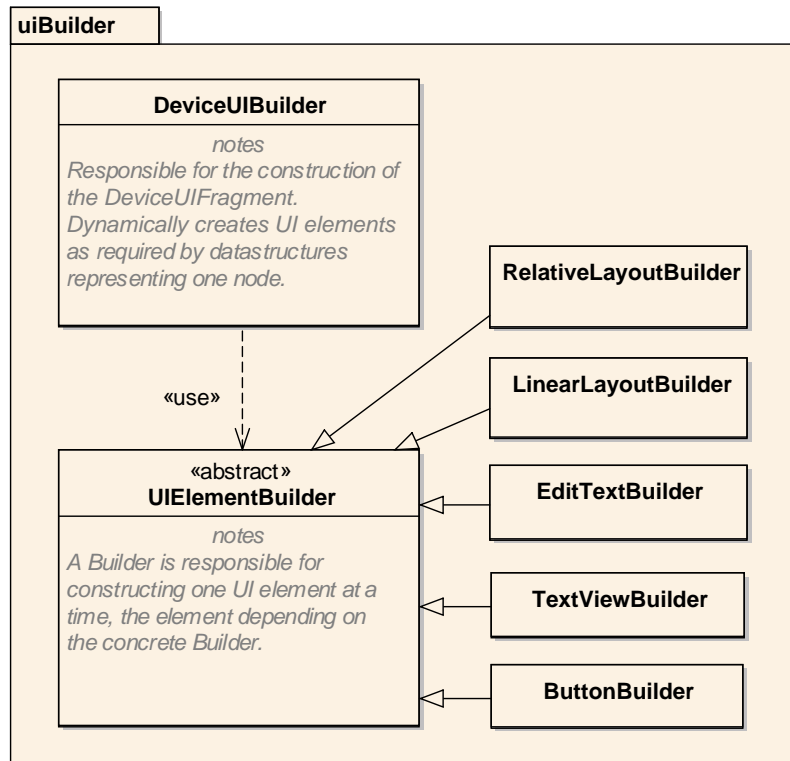 uiBuilder
DeviceUIBuilder
notes
Responsible for the construction of
the DeviceUIFragment.
Dynamically creates UI elements
as required by datastructures
representing one node.
RelativeLayoutBuilder
LinearLayoutBuilder
«use»
«abstract»
UIElementBuilder
notes
A Builder is responsible for
constructing one UI element at a
time, the element depending on
the concrete Builder.
EditTextBuilder
TextViewBuilder
ButtonBuilder